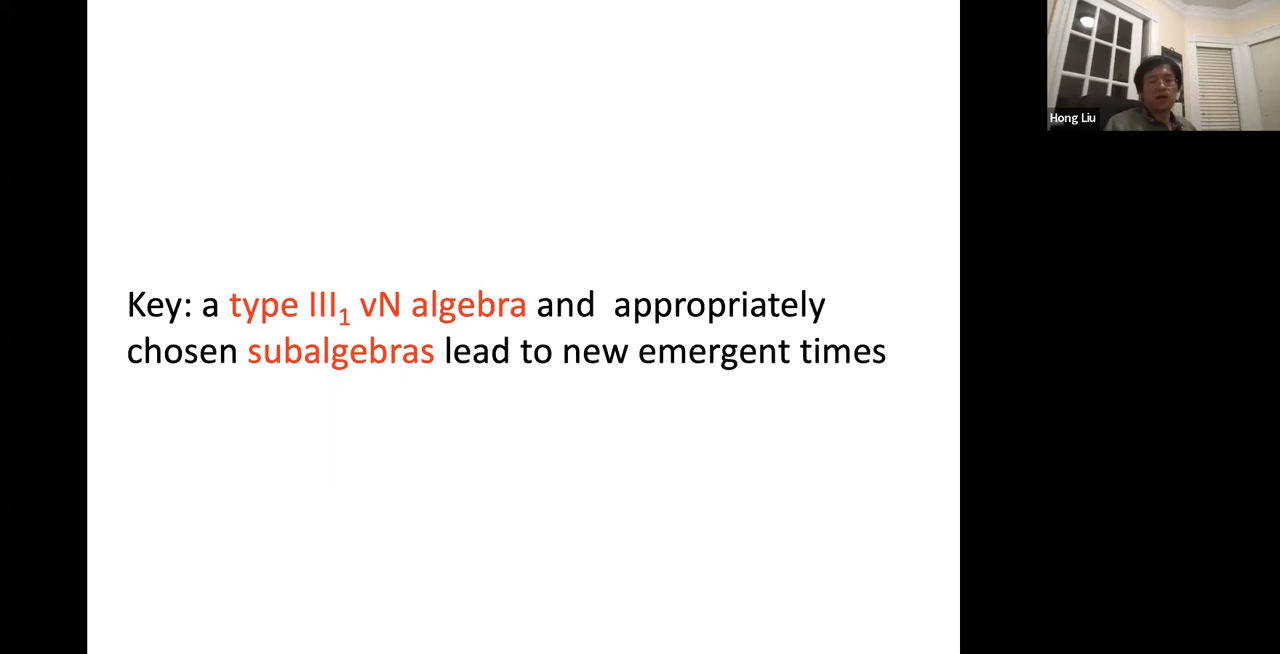 Hong Liu
Key: a type III₁ vN algebra and appropriately
chosen subalgebras lead to new emergent times